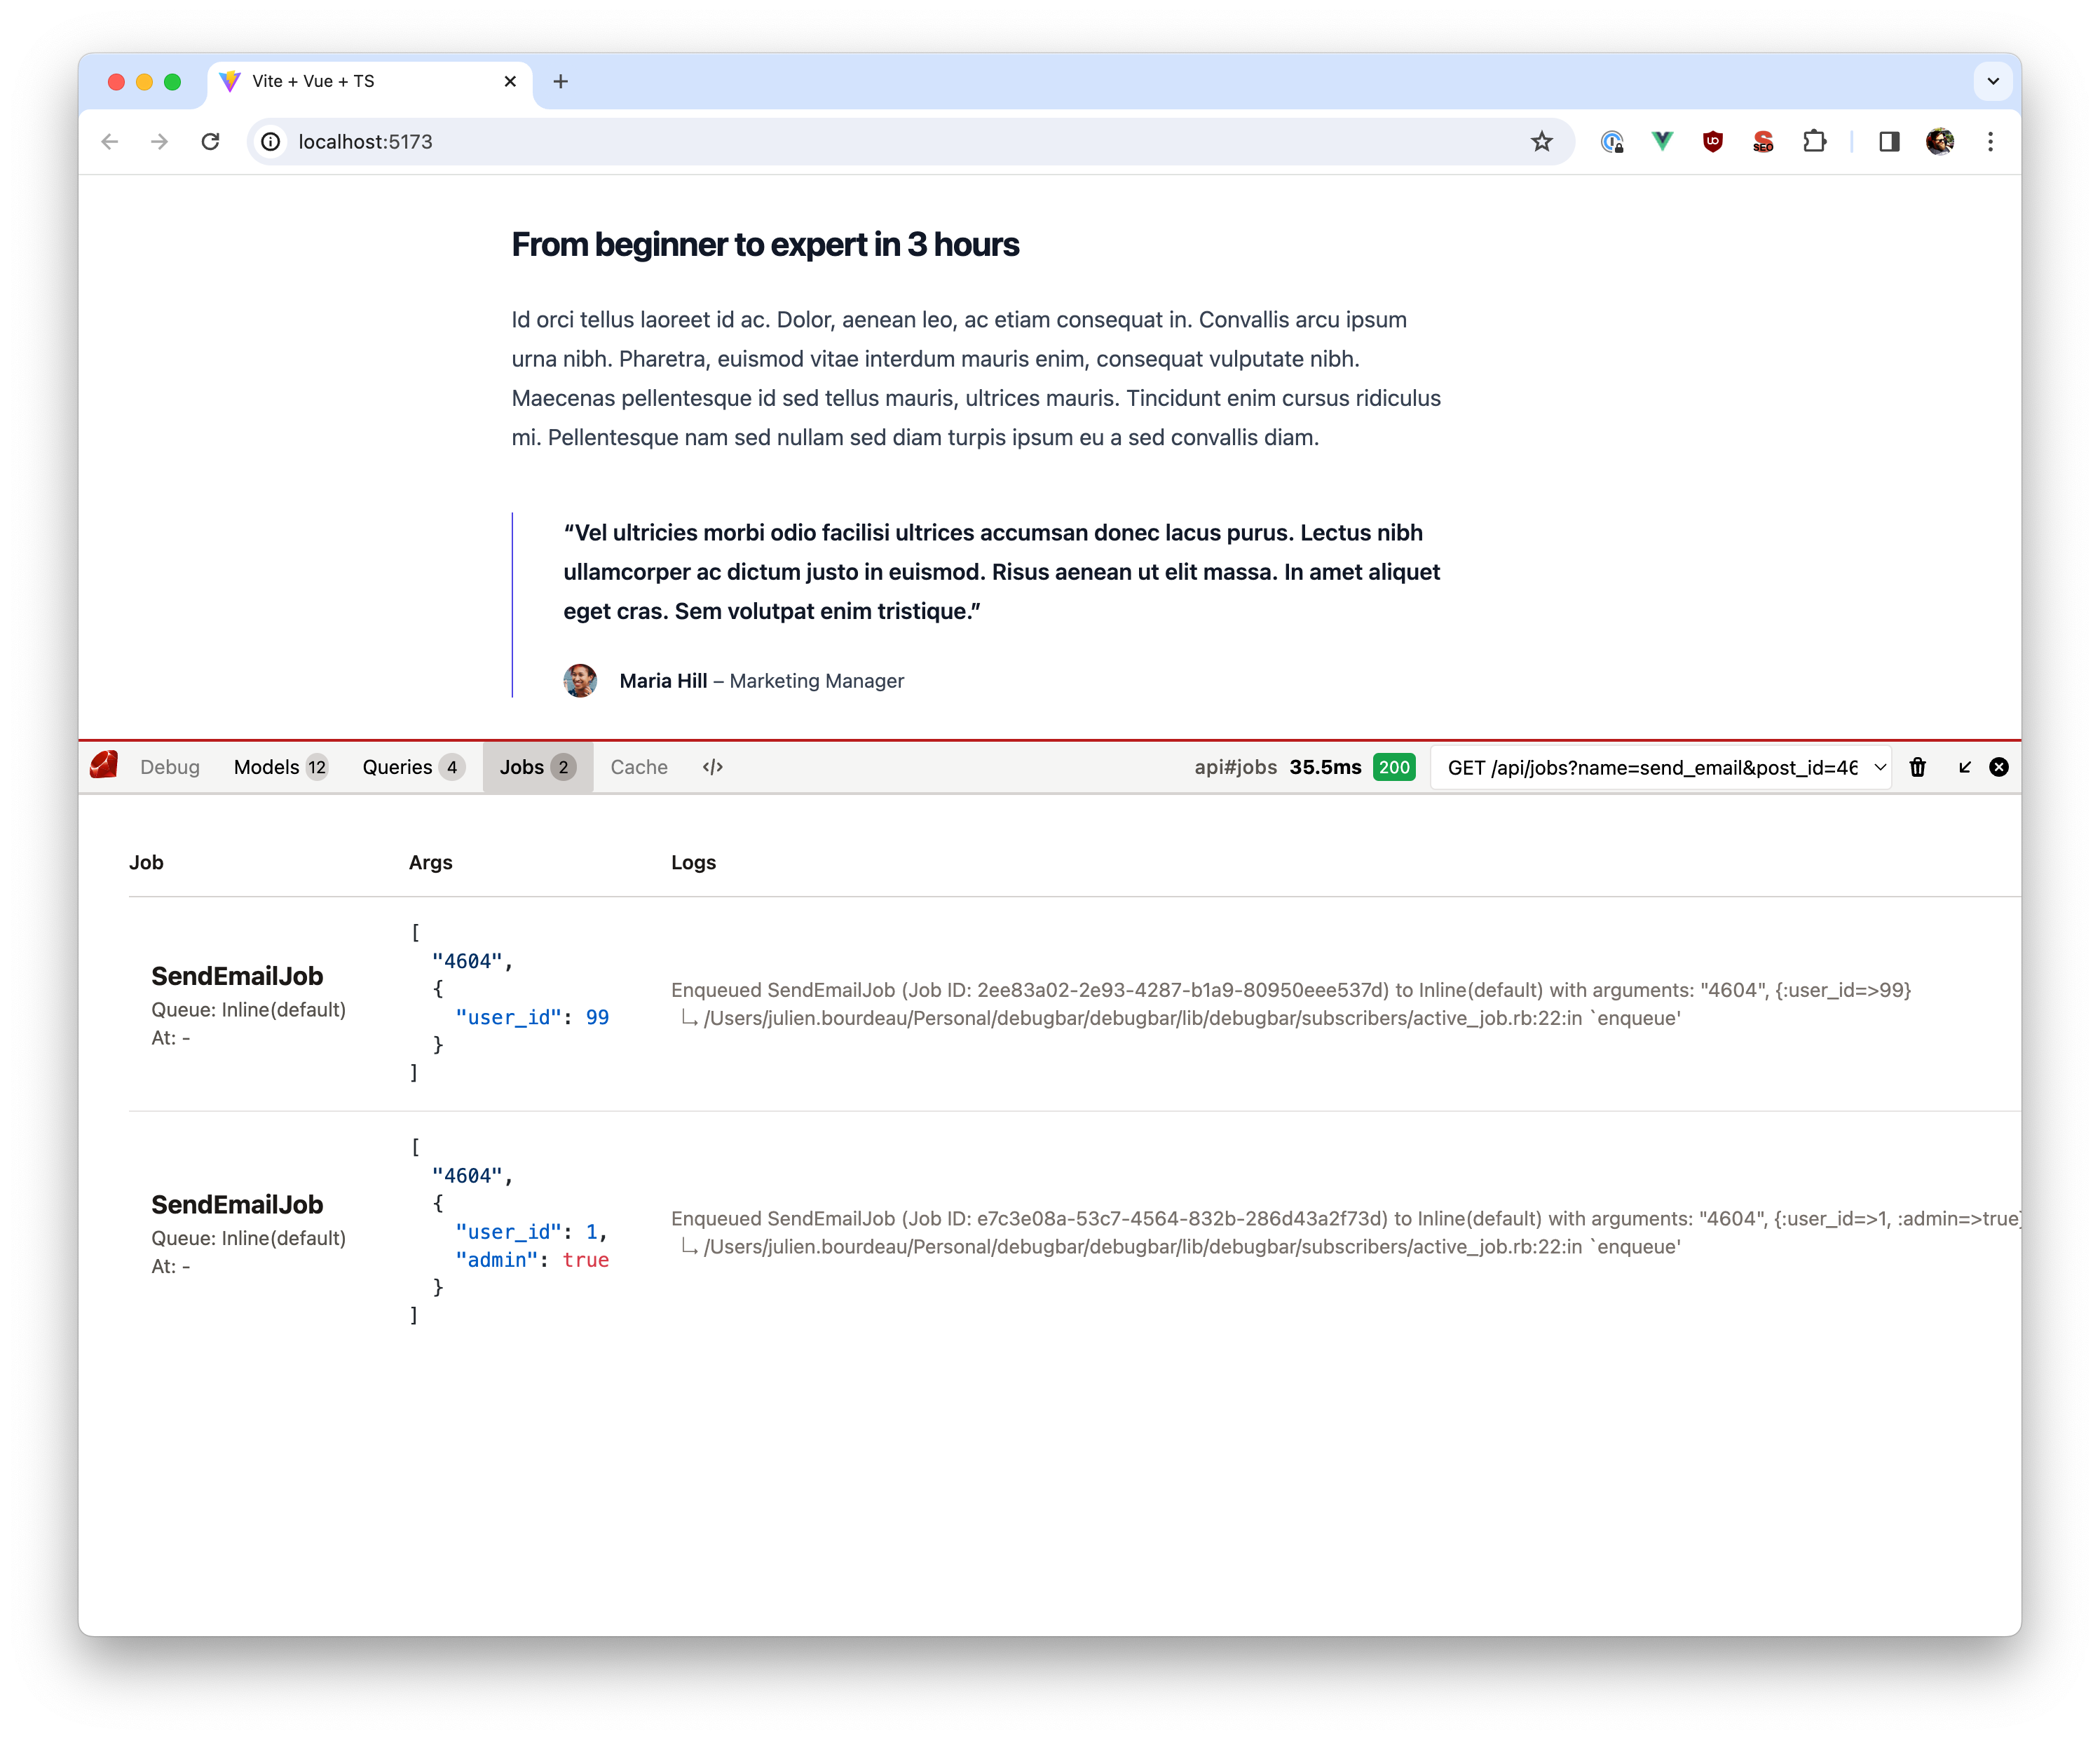 Vite + Vue + TS
localhost:5173
SEO
From beginner to expert in 3 hours
Id orci tellus laoreet id ac. Dolor, aenean leo, ac etiam consequat in. Convallis arcu ipsum
urna nibh. Pharetra, euismod vitae interdum mauris enim, consequat vulputate nibh.
Maecenas pellentesque id sed tellus mauris, ultrices mauris. Tincidunt enim cursus ridiculus
mi. Pellentesque nam sed nullam sed diam turpis ipsum eu a sed convallis diam.
“Vel ultricies morbi odio facilisi ultrices accumsan donec lacus purus. Lectus nibh
ullamcorper ac dictum justo in euismod. Risus aenean ut elit massa. In amet aliquet
eget cras. Sem volutpat enim tristique.”
Maria Hill – Marketing Manager
Debug Models 12 Queries 4 Jobs 2 Cache </> api#jobs 35.5ms 200 GET /api/jobs?name=send_email&post_id=46
Job Args Logs
[
"4604",
{
"user_id": 99
}
]
SendEmailJob
Queue: Inline(default)
At: -
Enqueued SendEmailJob (Job ID: 2ee83a02-2e93-4287-b1a9-80950eee537d) to Inline(default) with arguments: "4604", {:user_id=>99}
/Users/julien.bourdeau/Personal/debugbar/debugbar/lib/debugbar/subscribers/active_job.rb:22:in `enqueue'
[
"4604",
{
"user_id": 1,
"admin": true
}
]
SendEmailJob
Queue: Inline(default)
At: -
Enqueued SendEmailJob (Job ID: e7c3e08a-53c7-4564-832b-286d43a2f73d) to Inline(default) with arguments: "4604", {:user_id=>1, :admin=>true}
/Users/julien.bourdeau/Personal/debugbar/debugbar/lib/debugbar/subscribers/active_job.rb:22:in `enqueue'